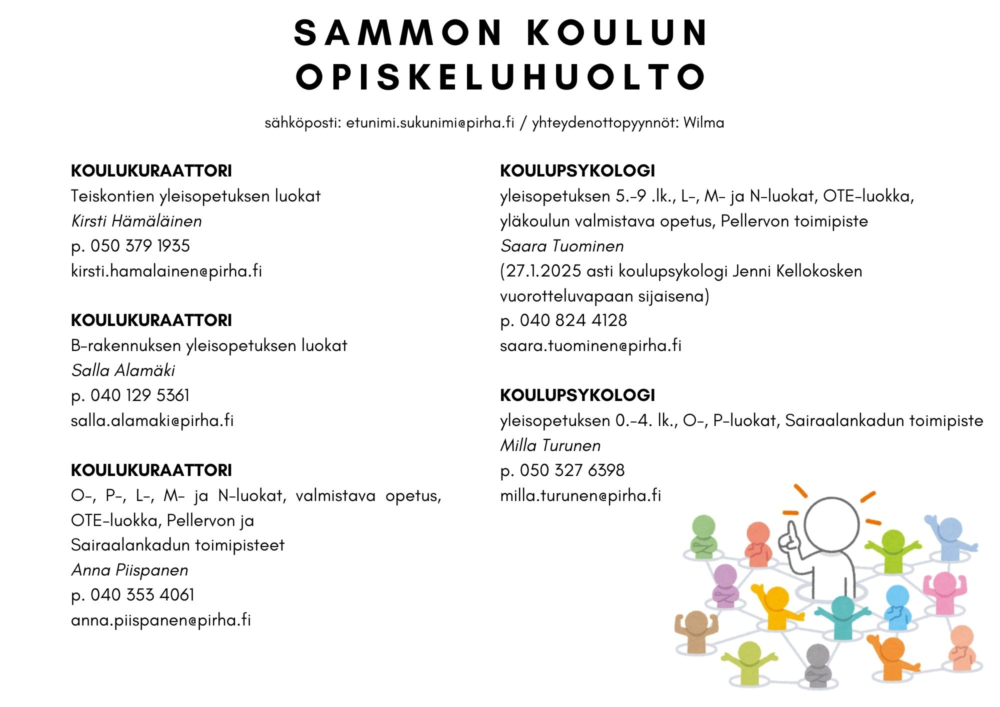 SAMMON KOULUN
OPISKELUHUOLTO
sähköposti: etunimi.sukunimi@pirha.fi / yhteydenottopyynnöt: Wilma
KOULUKURAATTORI
Teiskontien yleisopetuksen luokat
Kirsti Hämäläinen
p. 050 379 1935
kirsti.hamalainen@pirha.fi
KOULUKURAATTORI
B-rakennuksen yleisopetuksen luokat
Salla Alamäki
p. 040 129 5361
salla.alamaki@pirha.fi
KOULUKURAATTORI
O-, P-, L-, M- ja N-luokat, valmistava opetus,
OTE-luokka, Pellervon ja
Sairaalankadun toimipisteet
Anna Piispanen
p. 040 353 4061
anna.piispanen@pirha.fi
KOULUPSYKOLOGI
yleisopetuksen 5.-9 .lk., L-, M- ja N-luokat, OTE-luokka,
yläkoulun valmistava opetus, Pellervon toimipiste
Saara Tuominen
(27.1.2025 asti koulupsykologi Jenni Kellokosken
vuorotteluvapaan sijaisena)
p. 040 824 4128
saara.tuominen@pirha.fi
KOULUPSYKOLOGI
yleisopetuksen 0.-4. lk., O-, P-luokat, Sairaalankadun toimipiste
Milla Turunen
p. 050 327 6398
milla.turunen@pirha.fi